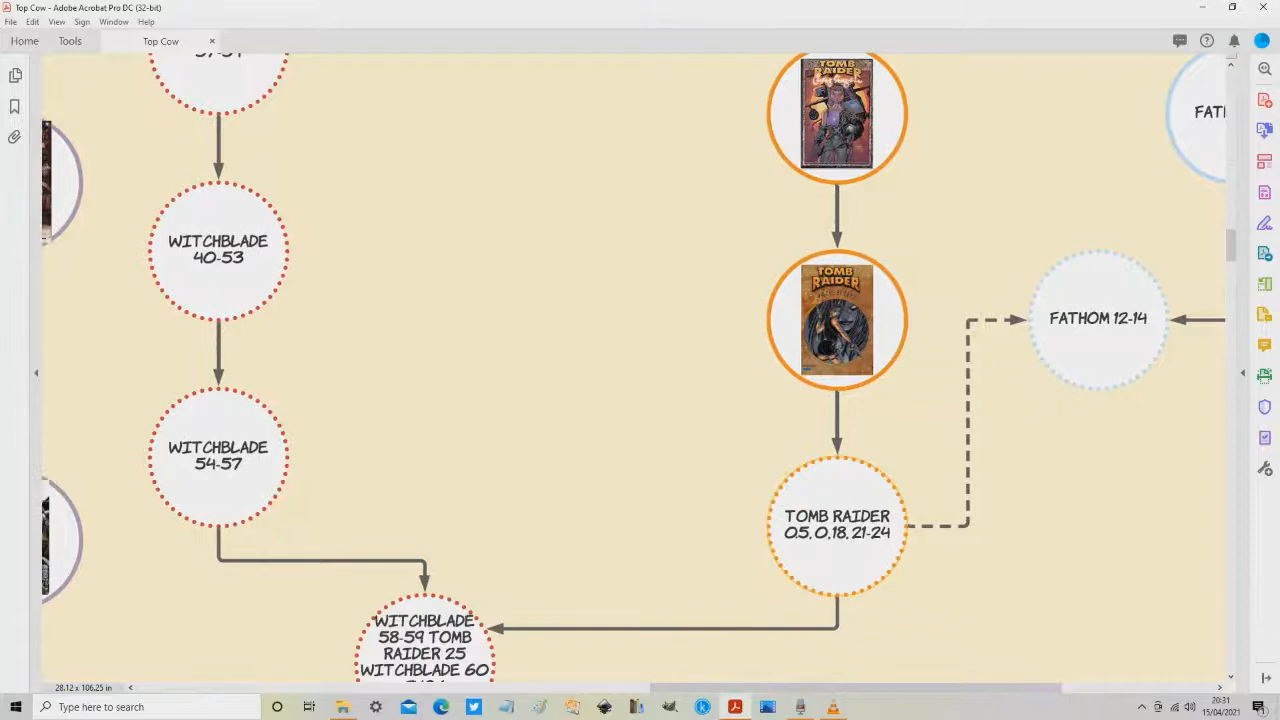 Top Cow - Adobe Acrobat Pro DC (32-bit)
File Edit View Sign Window Help
Home Tools Top Cow
WITCHBLADE
40-53
WITCHBLADE
54-57
WITCHBLADE
58-59 TOMB
RAIDER 25
WITCHBLADE 60
TOMB
RAIDER
TOMB
RAIDER
TOMB RAIDER
0.5, 0, 18, 21-24
FATHOM 12-14
28.12 x 106.25 in
Type here to search
20:31
15/04/2021